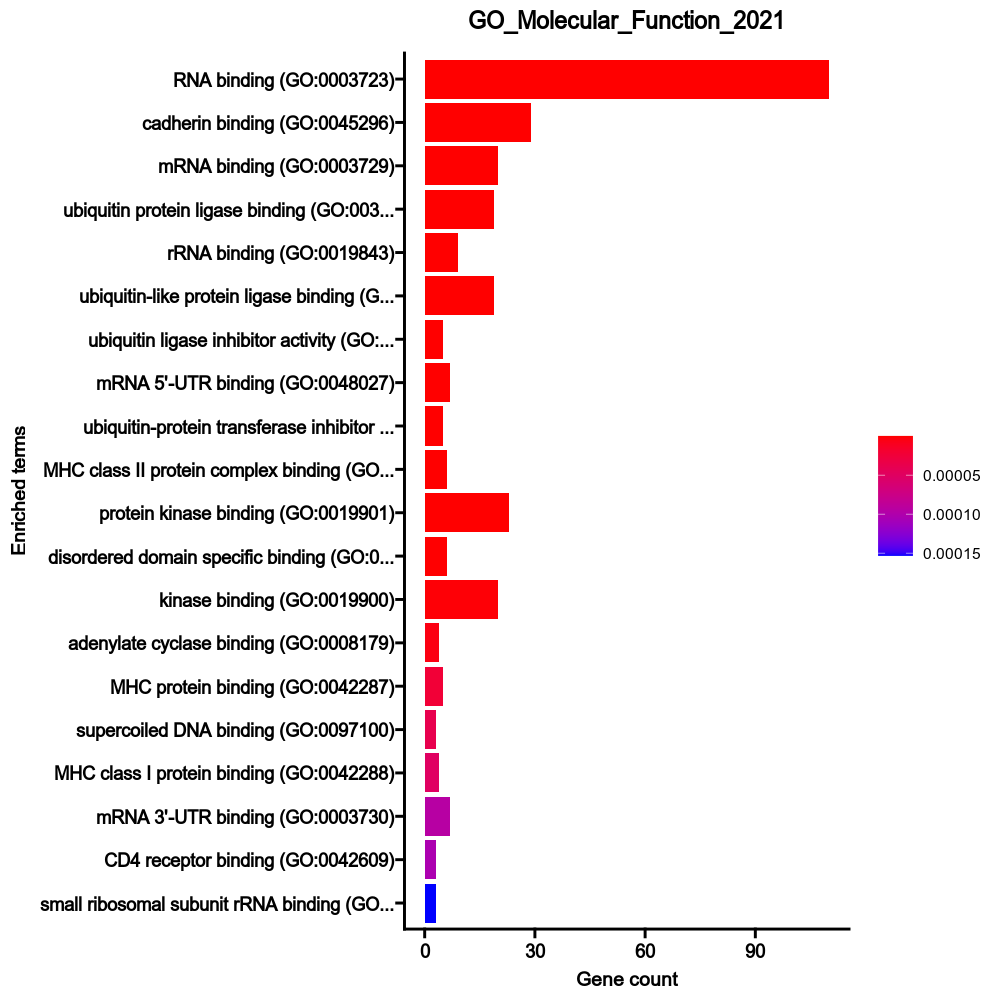 GO_Molecular_Function_2021
RNA binding (GO:0003723)
cadherin binding (GO:0045296)
mRNA binding (GO:0003729)
ubiquitin protein ligase binding (GO:003...
rRNA binding (GO:0019843)
ubiquitin-like protein ligase binding (G...
ubiquitin ligase inhibitor activity (GO:...
mRNA 5'-UTR binding (GO:0048027)
ubiquitin-protein transferase inhibitor ...
MHC class II protein complex binding (GO...
protein kinase binding (GO:0019901)
disordered domain specific binding (GO:0...
kinase binding (GO:0019900)
adenylate cyclase binding (GO:0008179)
MHC protein binding (GO:0042287)
supercoiled DNA binding (GO:0097100)
MHC class I protein binding (GO:0042288)
mRNA 3'-UTR binding (GO:0003730)
CD4 receptor binding (GO:0042609)
small ribosomal subunit rRNA binding (GO...
Enriched terms
0 30 60 90
Gene count
0.00005
0.00010
0.00015